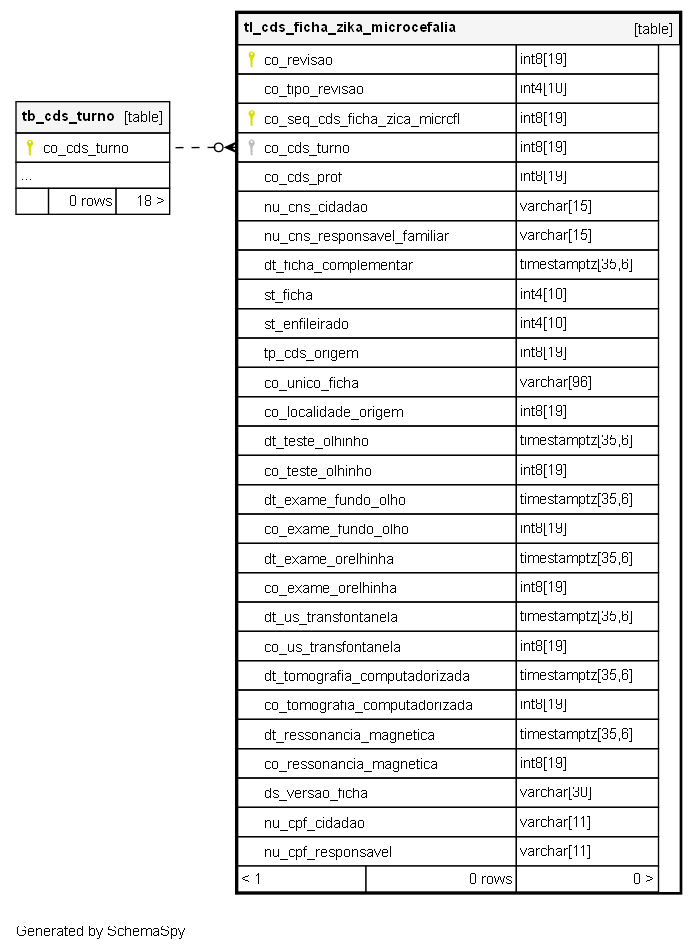 tl_cds_ficha_zika_microcefalia [table]
co_revisao int8[19]
co_tipo_revisao int4[10]
co_seq_cds_ficha_zica_micrcfl int8[19]
co_cds_turno int8[19]
co_cds_prof int8[19]
nu_cns_cidadao varchar[15]
nu_cns_responsavel_familiar varchar[15]
dt_ficha_complementar timestamptz[35,6]
st_ficha int4[10]
st_enfileirado int4[10]
tp_cds_origem int8[19]
co_unico_ficha varchar[96]
co_localidade_origem int8[19]
dt_teste_olhinho timestamptz[35,6]
co_teste_olhinho int8[19]
dt_exame_fundo_olho timestamptz[35,6]
co_exame_fundo_olho int8[19]
dt_exame_orelhinha timestamptz[35,6]
co_exame_orelhinha int8[19]
dt_us_transfontanela timestamptz[35,6]
co_us_transfontanela int8[19]
dt_tomografia_computadorizada timestamptz[35,6]
co_tomografia_computadorizada int8[19]
dt_ressonancia_magnetica timestamptz[35,6]
co_ressonancia_magnetica int8[19]
ds_versao_ficha varchar[30]
nu_cpf_cidadao varchar[11]
nu_cpf_responsavel varchar[11]
< 1 0 rows 0 >
tb_cds_turno [table]
co_cds_turno
...
0 rows 18 >
Generated by SchemaSpy